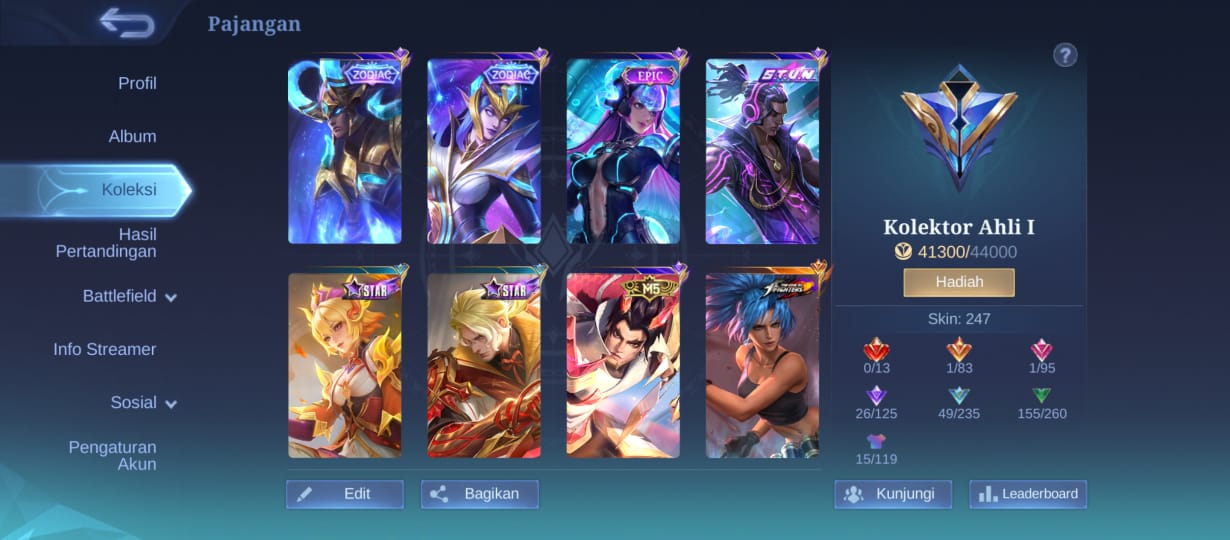 Pajangan
Profil
Album
Koleksi
Hasil
Pertandingan
Battlefield
Info Streamer
Sosial
Pengaturan
Akun
ZODIAC
ZODIAC
EPIC
S.T.U.N
STAR
STAR
M5
FIGHTERS
Edit
Bagikan
?
Kolektor Ahli I
41300/44000
Hadiah
Skin: 247
0/13
1/83
1/95
26/125
49/235
155/260
15/119
Kunjungi
Leaderboard